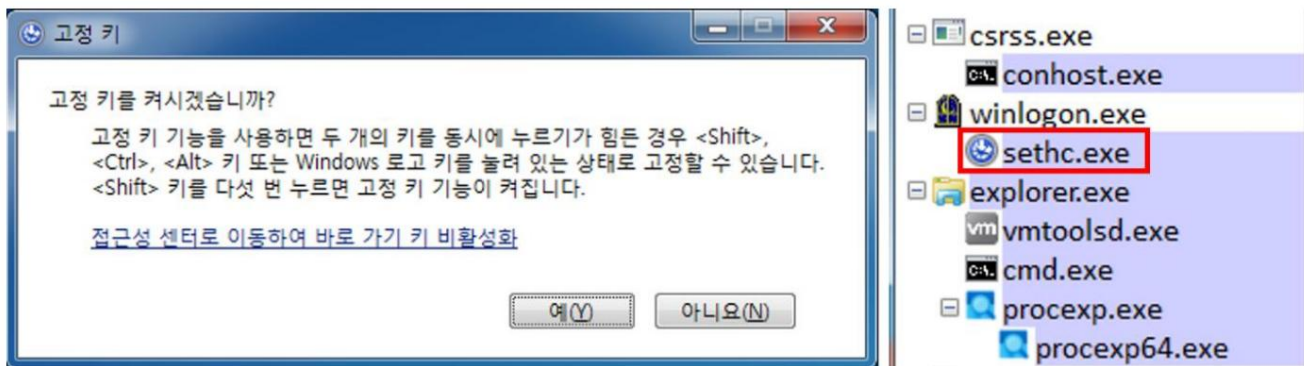 고정 키
고정 키를 켜시겠습니까?
고정 키 기능을 사용하면 두 개의 키를 동시에 누르기가 힘든 경우 <Shift>,
<Ctrl>, <Alt> 키 또는 Windows 로고 키를 눌려 있는 상태로 고정할 수 있습니다.
<Shift> 키를 다섯 번 누르면 고정 키 기능이 켜집니다.
접근성 센터로 이동하여 바로 가기 키 비활성화
예(Y)
아니요(N)
csrss.exe
C:\. conhost.exe
winlogon.exe
sethc.exe
explorer.exe
vm vmtoolsd.exe
C:\. cmd.exe
procexp.exe
procexp64.exe